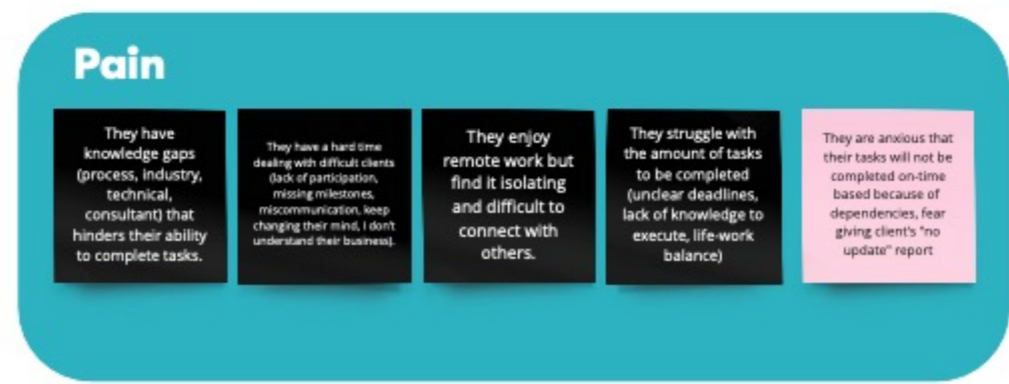 Pain
They have
knowledge gaps
(process, industry,
technical,
consultant) that
hinders their ability
to complete tasks.
They have a hard time
dealing with difficult clients
(lack of participation,
missing milestones,
miscommunication, keep
changing their mind, I don't
understand their business).
They enjoy
remote work but
find it isolating
and difficult to
connect with
others.
They struggle with
the amount of tasks
to be completed
(unclear deadlines,
lack of knowledge to
execute, life-work
balance)
They are anxious that
their tasks will not be
completed on-time
based because of
dependencies, fear
giving client's "no
update" report